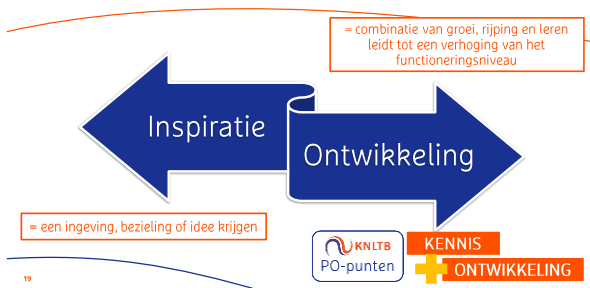 = combinatie van groei, rijping en leren
leidt tot een verhoging van het
functioneringsniveau
Inspiratie
Ontwikkeling
= een ingeving, bezieling of idee krijgen
KNLTB
PO-punten
KENNIS
ONTWIKKELING
19